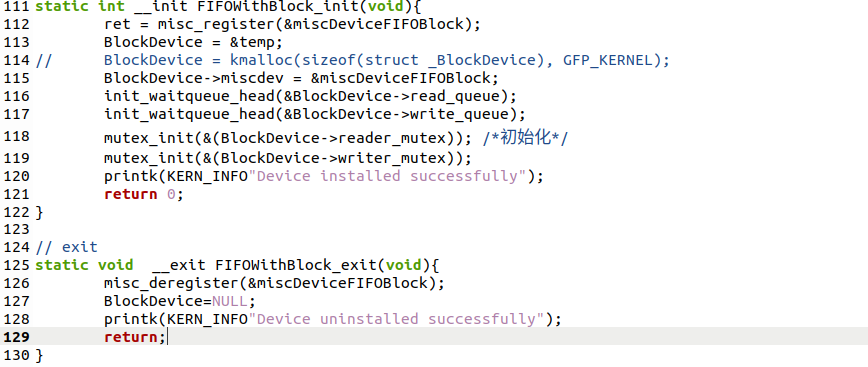 111 static int __init FIFOWithBlock_init(void){
112         ret = misc_register(&miscDeviceFIFOBlock);
113         BlockDevice = &temp;
114 //      BlockDevice = kmalloc(sizeof(struct _BlockDevice), GFP_KERNEL);
115         BlockDevice->miscdev = &miscDeviceFIFOBlock;
116         init_waitqueue_head(&BlockDevice->read_queue);
117         init_waitqueue_head(&BlockDevice->write_queue);
118         mutex_init(&(BlockDevice->reader_mutex)); /*初始化*/
119         mutex_init(&(BlockDevice->writer_mutex));
120         printk(KERN_INFO"Device installed successfully");
121         return 0;
122 }
123
124 // exit
125 static void  __exit FIFOWithBlock_exit(void){
126         misc_deregister(&miscDeviceFIFOBlock);
127         BlockDevice=NULL;
128         printk(KERN_INFO"Device uninstalled successfully");
129         return;
130 }